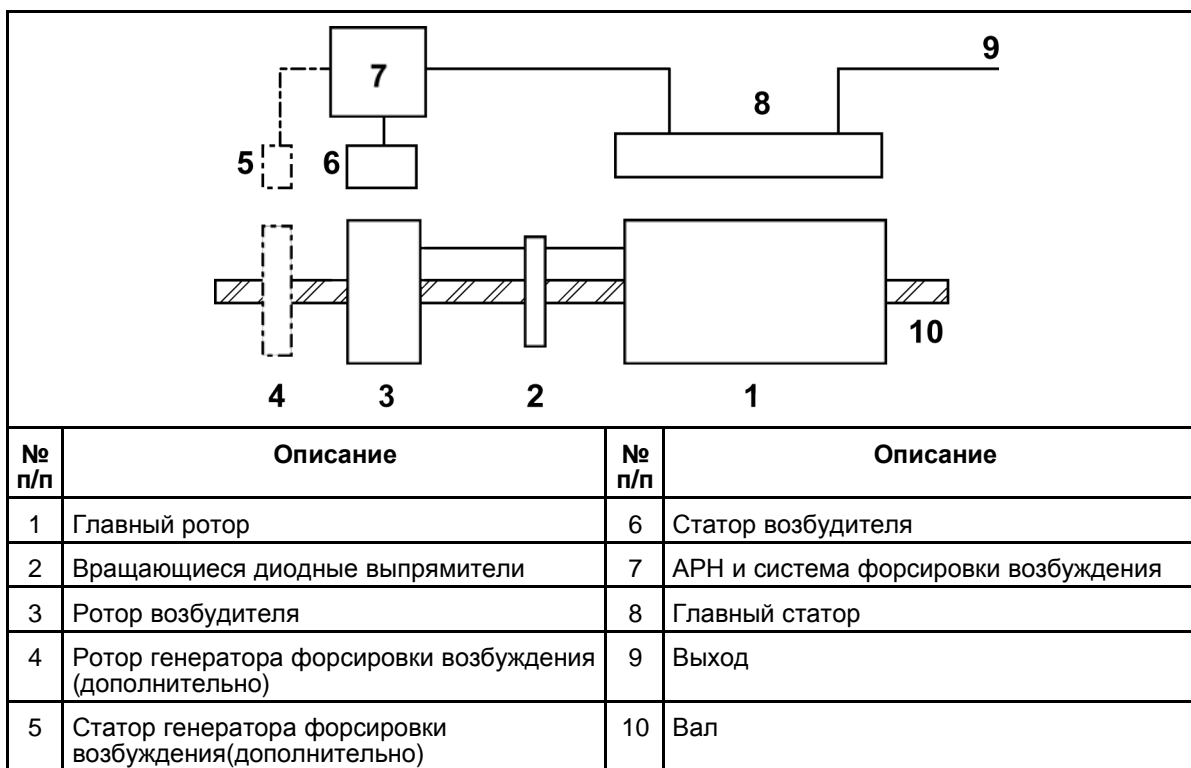 9
7
8
5
6
10
4
3
2
1
№ п/п
Описание
№ п/п
Описание
1
Главный ротор
6
Статор возбудителя
2
Вращающиеся диодные выпрямители
7
АРН и система форсировки возбуждения
3
Ротор возбудителя
8
Главный статор
4
Ротор генератора форсировки возбуждения
(дополнительно)
9
Выход
5
Статор генератора форсировки
возбуждения(дополнительно)
10
Вал